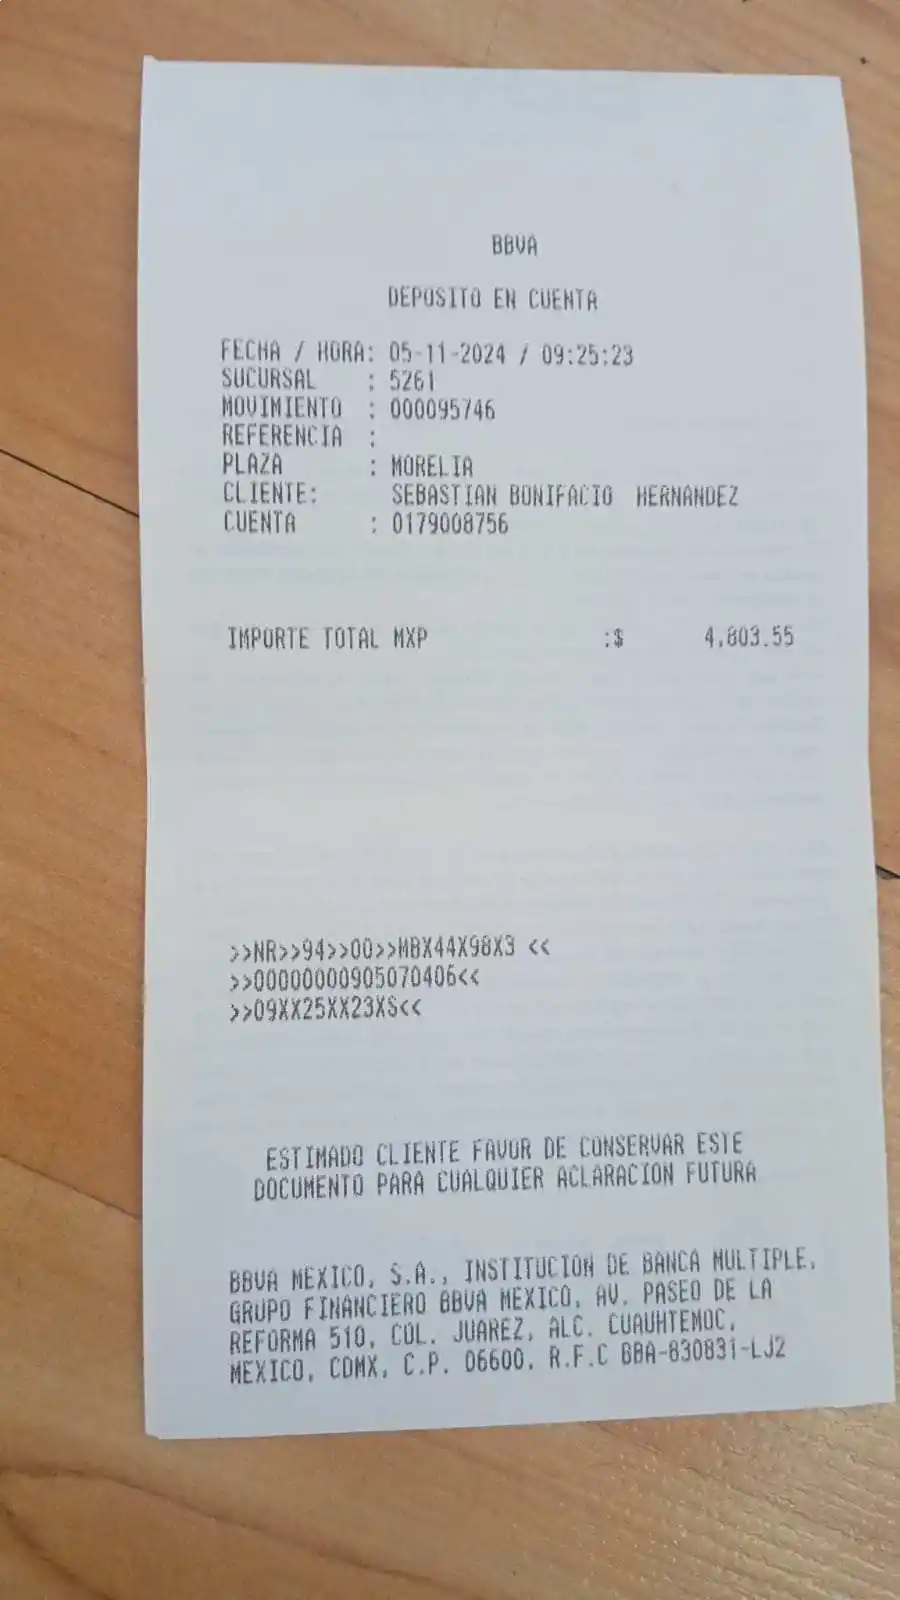 BBVA
DEPOSITO EN CUENTA
FECHA / HORA: 05-11-2024 / 09:25:23
SUCURSAL : 5261
MOVIMIENTO : 000095746
REFERENCIA :
PLAZA : MORELIA
CLIENTE: SEBASTIAN BONIFACIO HERNANDEZ
CUENTA : 0179008756
IMPORTE TOTAL MXP :$ 4,803.55
>>NR>>94>>00>>MBX44X98X3 <<
>>00000000905070406<<
>>09XX25XX23XS<<
ESTIMADO CLIENTE FAVOR DE CONSERVAR ESTE
DOCUMENTO PARA CUALQUIER ACLARACION FUTURA
BBVA MEXICO, S.A., INSTITUCION DE BANCA MULTIPLE,
GRUPO FINANCIERO BBVA MEXICO, AV. PASEO DE LA
REFORMA 510, COL. JUAREZ, ALC. CUAUHTEMOC,
MEXICO, CDMX, C.P. 06600, R.F.C BBA-830831-LJ2